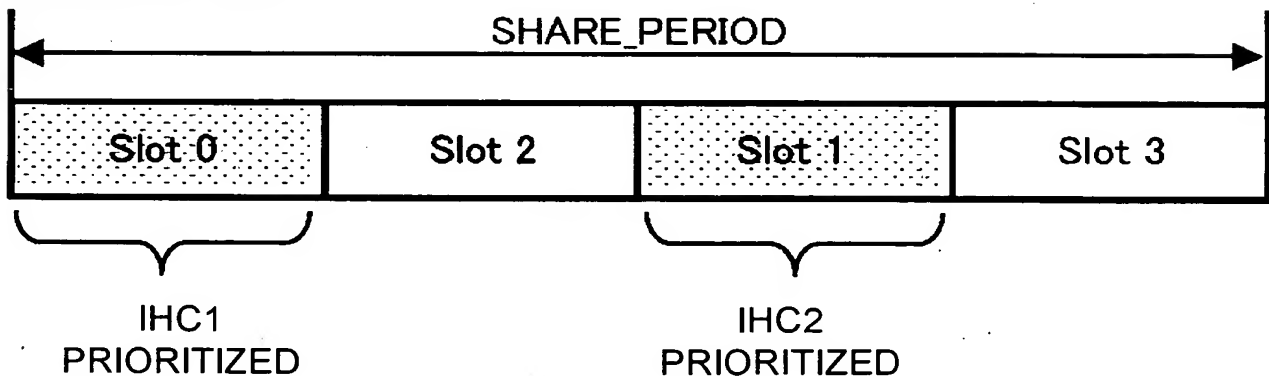 SHARE_PERIOD
Slot 0
Slot 2
Slot 1
Slot 3
IHC1
PRIORITIZED
IHC2
PRIORITIZED